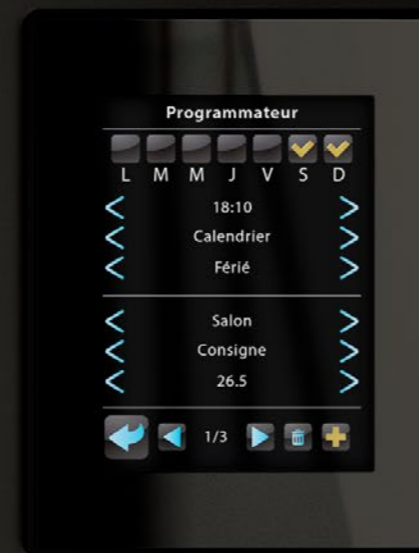 Programmateur
L M M J V S D
18:10
Calendrier
Férié
Salon
Consigne
26.5
1/3